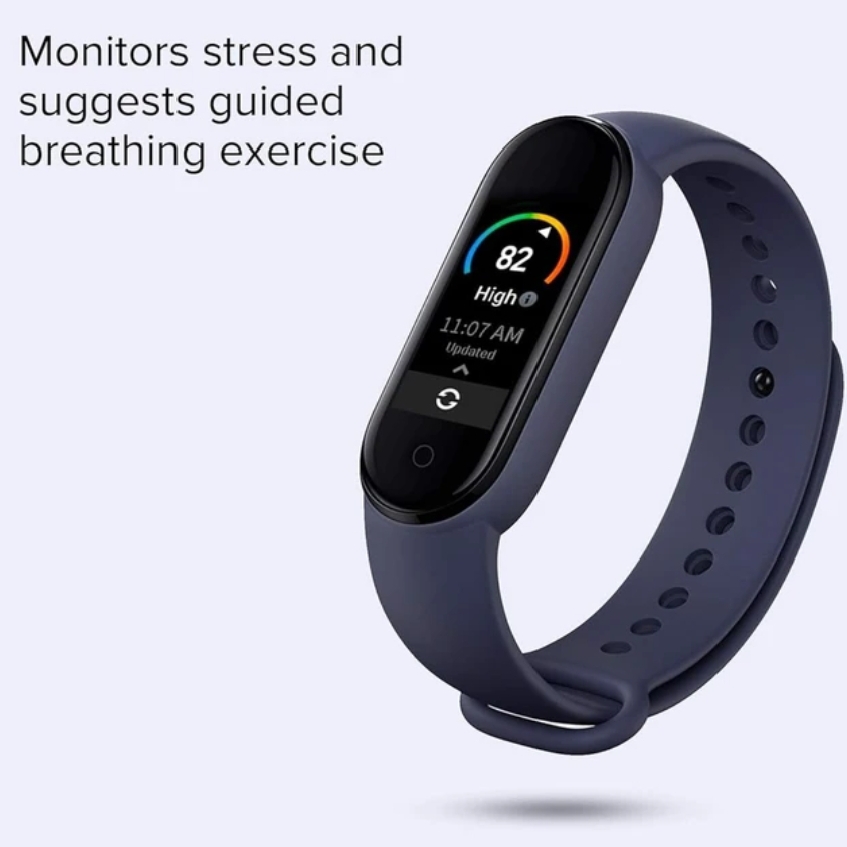 Monitors stress and
suggests guided
breathing exercise
82
High
11:07 AM
Updated